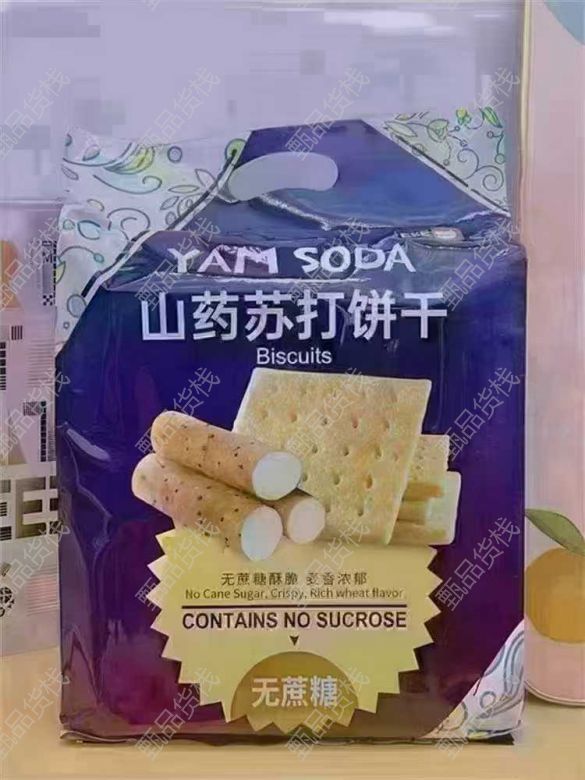 YAM SODA
山药苏打饼干
Biscuits
无蔗糖酥脆 麦香浓郁
No Cane Sugar, Crispy, Rich wheat flavor
CONTAINS NO SUCROSE
无蔗糖
甄品货栈